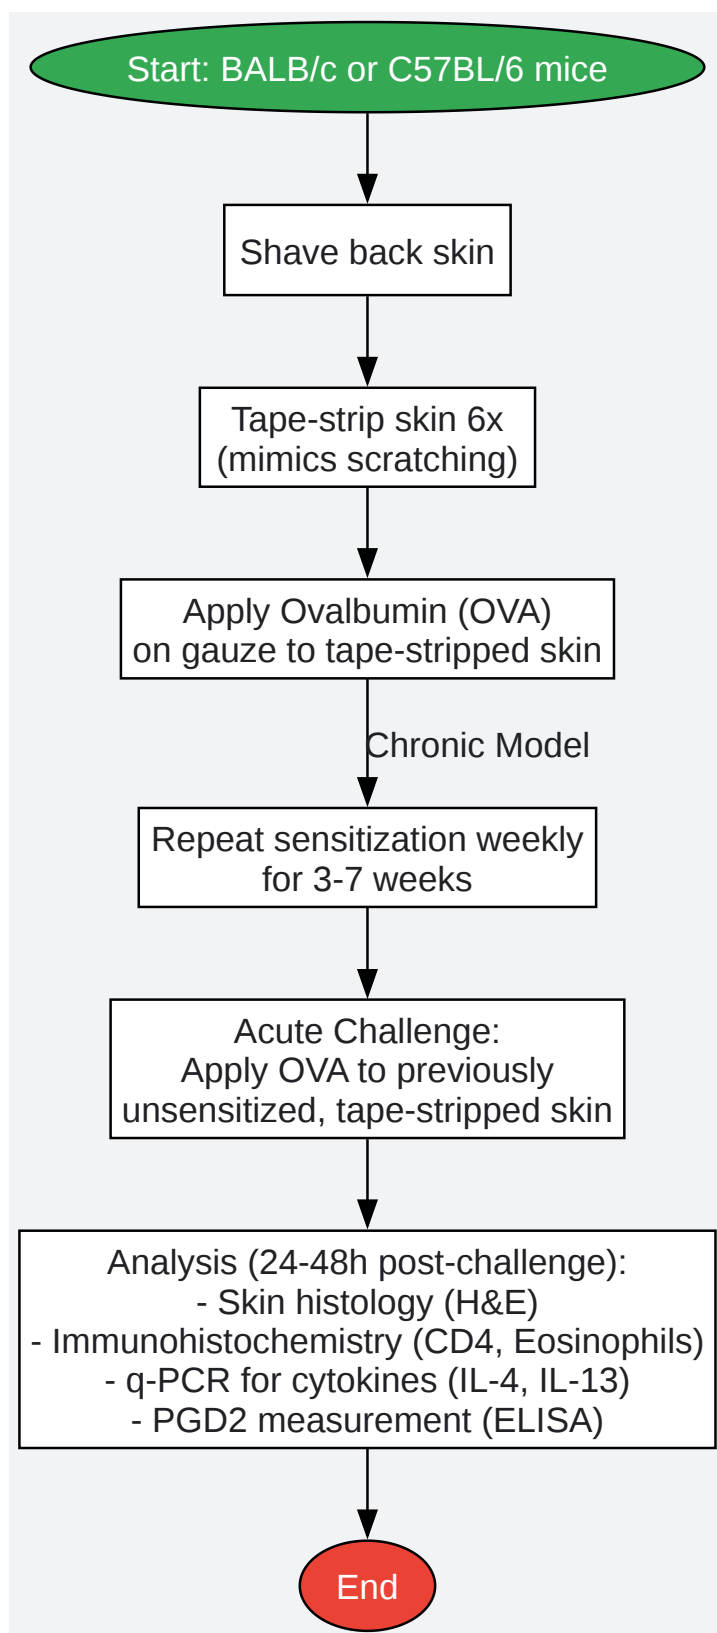 Start: BALB/c or C57BL/6 mice
Shave back skin
Tape-strip skin 6x
(mimics scratching)
Apply Ovalbumin (OVA)
on gauze to tape-stripped skin
Chronic Model
Repeat sensitization weekly
for 3-7 weeks
Acute Challenge:
Apply OVA to previously
unsensitized, tape-stripped skin
Analysis (24-48h post-challenge):
- Skin histology (H&E)
- Immunohistochemistry (CD4, Eosinophils)
- q-PCR for cytokines (IL-4, IL-13)
- PGD2 measurement (ELISA)
End